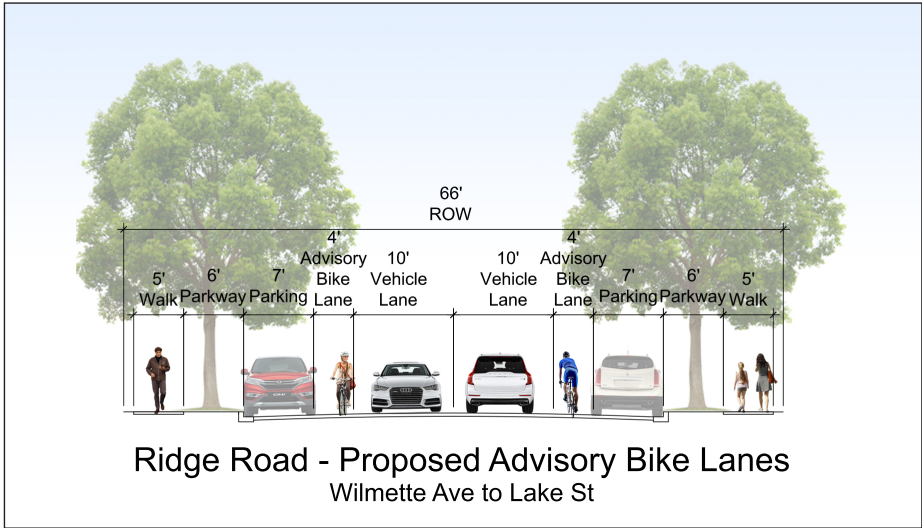 66'
ROW
5'
Walk
6'
Parkway
7'
Parking
4'
Advisory
Bike
Lane
10'
Vehicle
Lane
10'
Vehicle
Lane
4'
Advisory
Bike
Lane
7'
Parking
6'
Parkway
5'
Walk
Ridge Road - Proposed Advisory Bike Lanes
Wilmette Ave to Lake St